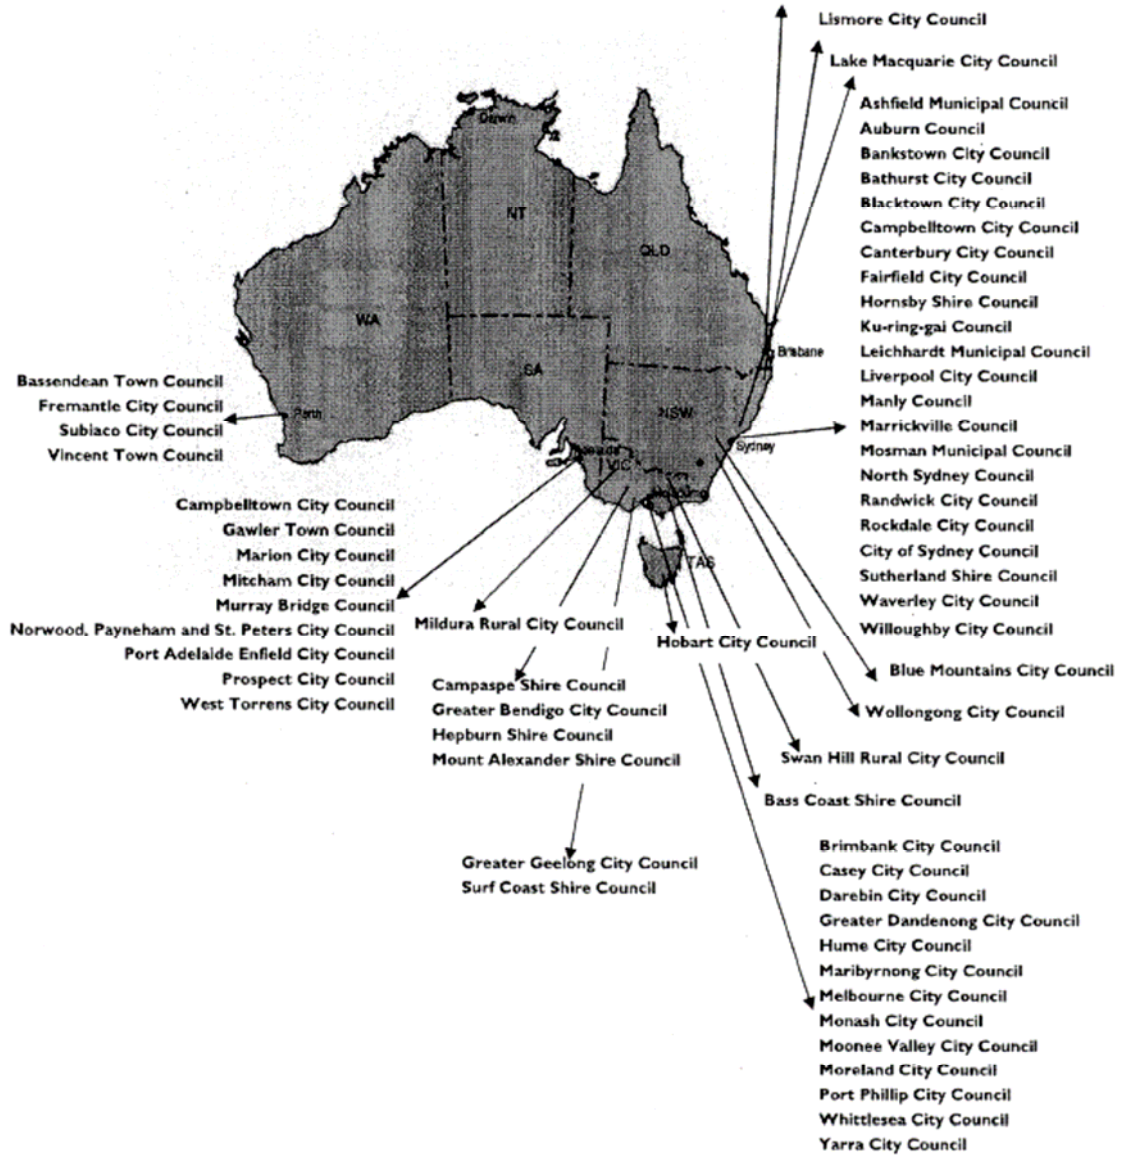 Lismore City Council
Lake Macquarie City Council
Ashfield Municipal Council
Auburn Council
Bankstown City Council
Bathurst City Council
Blacktown City Council
Campbelltown City Council
Canterbury City Council
Fairfield City Council
Hornsby Shire Council
Ku-ring-gai Council
Leichhardt Municipal Council
Liverpool City Council
Manly Council
Marrickville Council
Mosman Municipal Council
North Sydney Council
Randwick City Council
Rockdale City Council
City of Sydney Council
Sutherland Shire Council
Waverley City Council
Willoughby City Council
Blue Mountains City Council
Wollongong City Council
Swan Hill Rural City Council
Bass Coast Shire Council
Brimbank City Council
Casey City Council
Darebin City Council
Greater Dandenong City Council
Hume City Council
Maribyrnong City Council
Melbourne City Council
Monash City Council
Moonee Valley City Council
Moreland City Council
Port Phillip City Council
Whittlesea City Council
Yarra City Council
Darwin
NT
QLD
WA
SA
Brisbane
NSW
Perth
Sydney
VIC
TAS
Bassendean Town Council
Fremantle City Council
Subiaco City Council
Vincent Town Council
Campbelltown City Council
Gawler Town Council
Marion City Council
Mitcham City Council
Murray Bridge Council
Norwood, Payneham and St. Peters City Council
Port Adelaide Enfield City Council
Prospect City Council
West Torrens City Council
Mildura Rural City Council
Hobart City Council
Campaspe Shire Council
Greater Bendigo City Council
Hepburn Shire Council
Mount Alexander Shire Council
Greater Geelong City Council
Surf Coast Shire Council